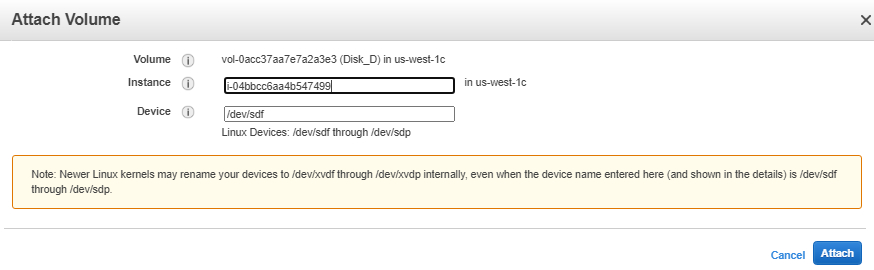 Attach Volume
Volume i vol-0acc37aa7e7a2a3e3 (Disk_D) in us-west-1c
Instance i i-04bbcc6aa4b547499 in us-west-1c
Device i /dev/sdf
Linux Devices: /dev/sdf through /dev/sdp
Note: Newer Linux kernels may rename your devices to /dev/xvdf through /dev/xvdp internally, even when the device name entered here (and shown in the details) is /dev/sdf
through /dev/sdp.
Cancel Attach